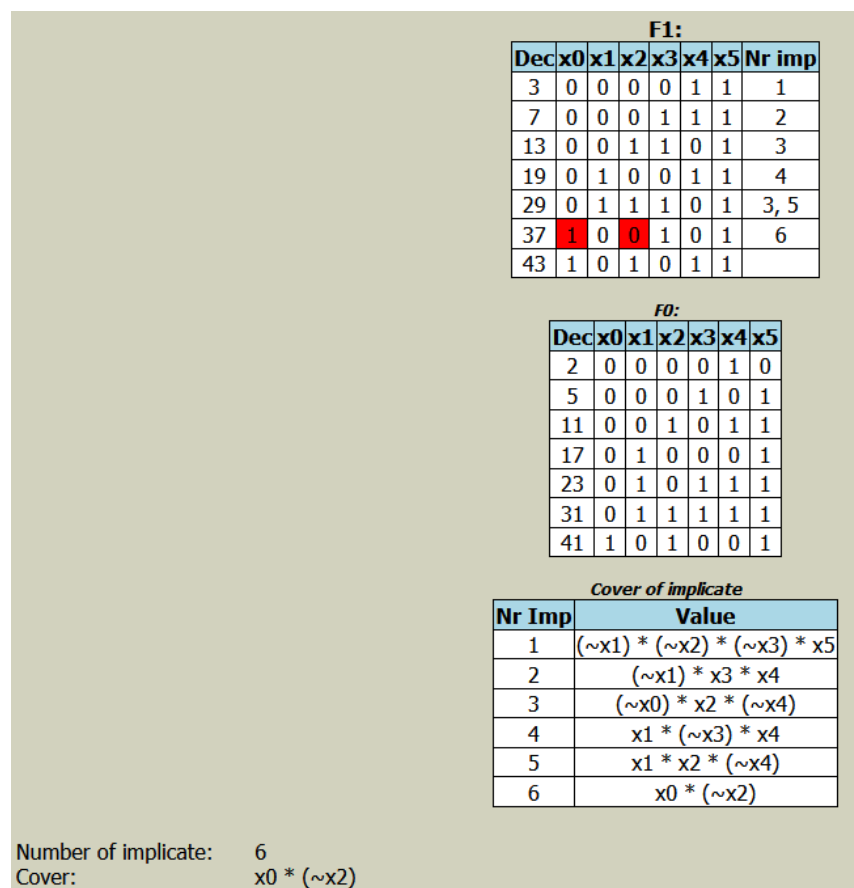 F1:
Dec x0 x1 x2 x3 x4 x5 Nr imp
3 0 0 0 0 1 1 1
7 0 0 0 1 1 1 2
13 0 0 1 1 0 1 3
19 0 1 0 0 1 1 4
29 0 1 1 1 0 1 3, 5
37 1 0 0 1 0 1 6
43 1 0 1 0 1 1
F0:
Dec x0 x1 x2 x3 x4 x5
2 0 0 0 0 1 0
5 0 0 0 1 0 1
11 0 0 1 0 1 1
17 0 1 0 0 0 1
23 0 1 0 1 1 1
31 0 1 1 1 1 1
41 1 0 1 0 0 1
Cover of implicate
Nr Imp Value
1 (~x1) * (~x2) * (~x3) * x5
2 (~x1) * x3 * x4
3 (~x0) * x2 * (~x4)
4 x1 * (~x3) * x4
5 x1 * x2 * (~x4)
6 x0 * (~x2)
Number of implicate: 6
Cover: x0 * (~x2)